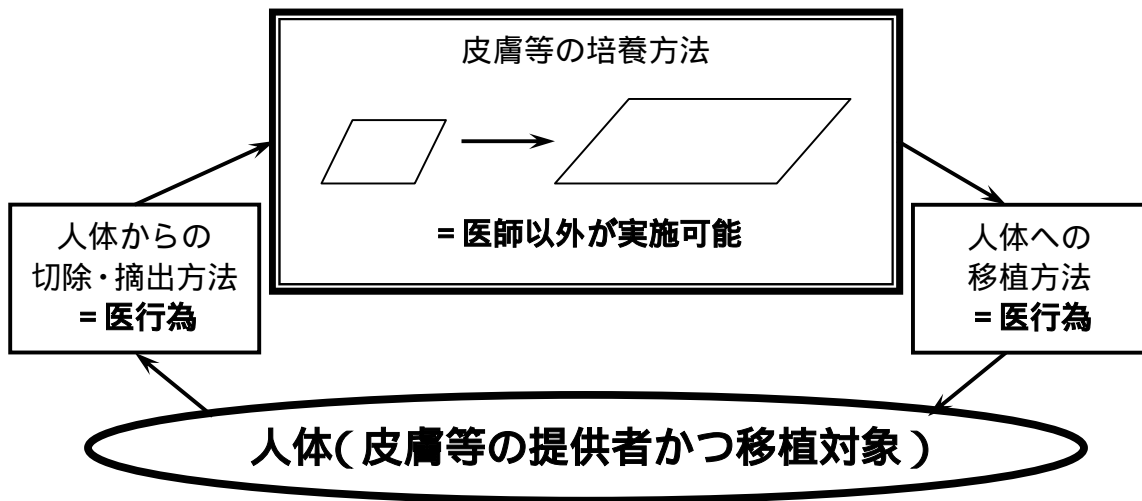 皮膚等の培養方法
=医師以外が実施可能
人体からの
切除・摘出方法
=医行為
人体への
移植方法
=医行為
人体(皮膚等の提供者かつ移植対象)